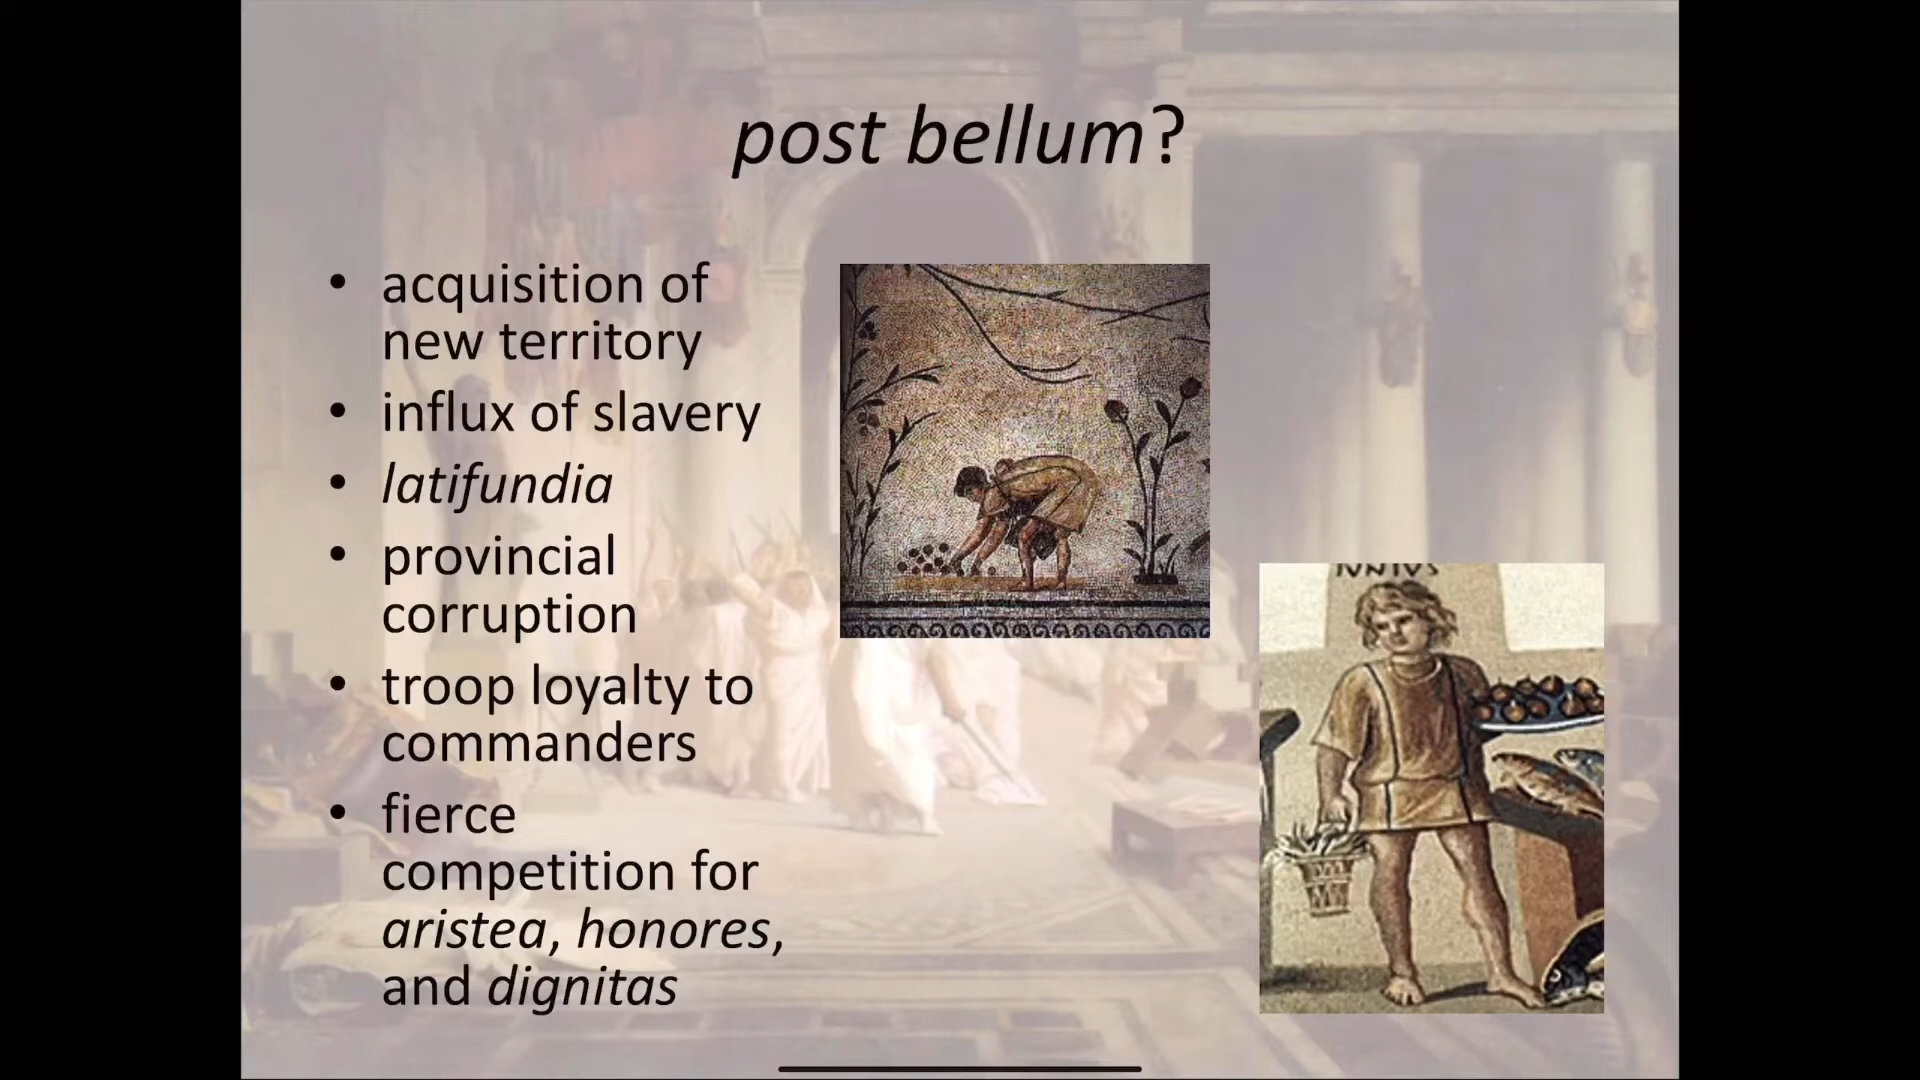 post bellum?
• acquisition of
new territory
• influx of slavery
• latifundia
• provincial
corruption
• troop loyalty to
commanders
• fierce
competition for
aristea, honores,
and dignitas
IVNIVS